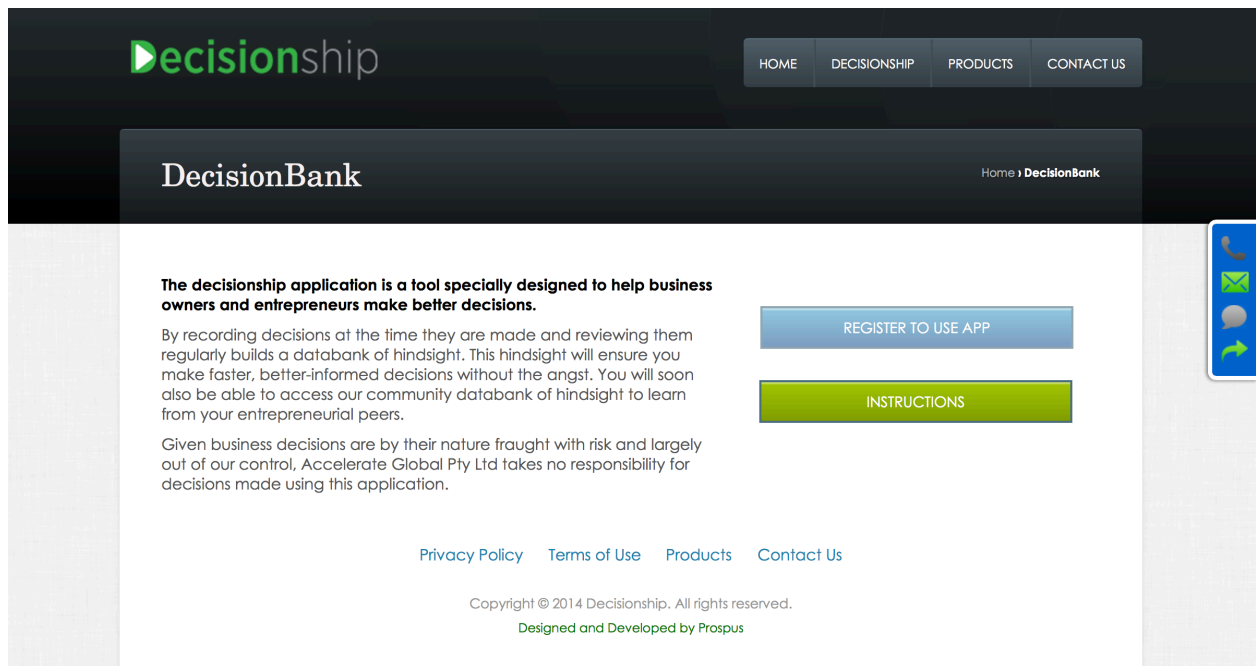 Decisionship
HOME DECISIONSHIP PRODUCTS CONTACT US
DecisionBank
Home › DecisionBank
The decisionship application is a tool specially designed to help business
owners and entrepreneurs make better decisions.
By recording decisions at the time they are made and reviewing them
regularly builds a databank of hindsight. This hindsight will ensure you
make faster, better-informed decisions without the angst. You will soon
also be able to access our community databank of hindsight to learn
from your entrepreneurial peers.
Given business decisions are by their nature fraught with risk and largely
out of our control, Accelerate Global Pty Ltd takes no responsibility for
decisions made using this application.
REGISTER TO USE APP
INSTRUCTIONS
Privacy Policy Terms of Use Products Contact Us
Copyright © 2014 Decisionship. All rights reserved.
Designed and Developed by Prospus